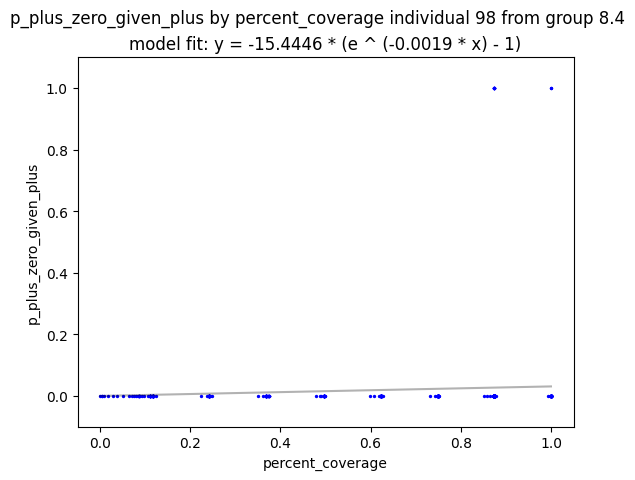 p_plus_zero_given_plus by percent_coverage individual 98 from group 8.4
model fit: y = -15.4446 * (e ^ (-0.0019 * x) - 1)
1.0
0.8
0.6
0.4
0.2
0.0
p_plus_zero_given_plus
0.0 0.2 0.4 0.6 0.8 1.0
percent_coverage